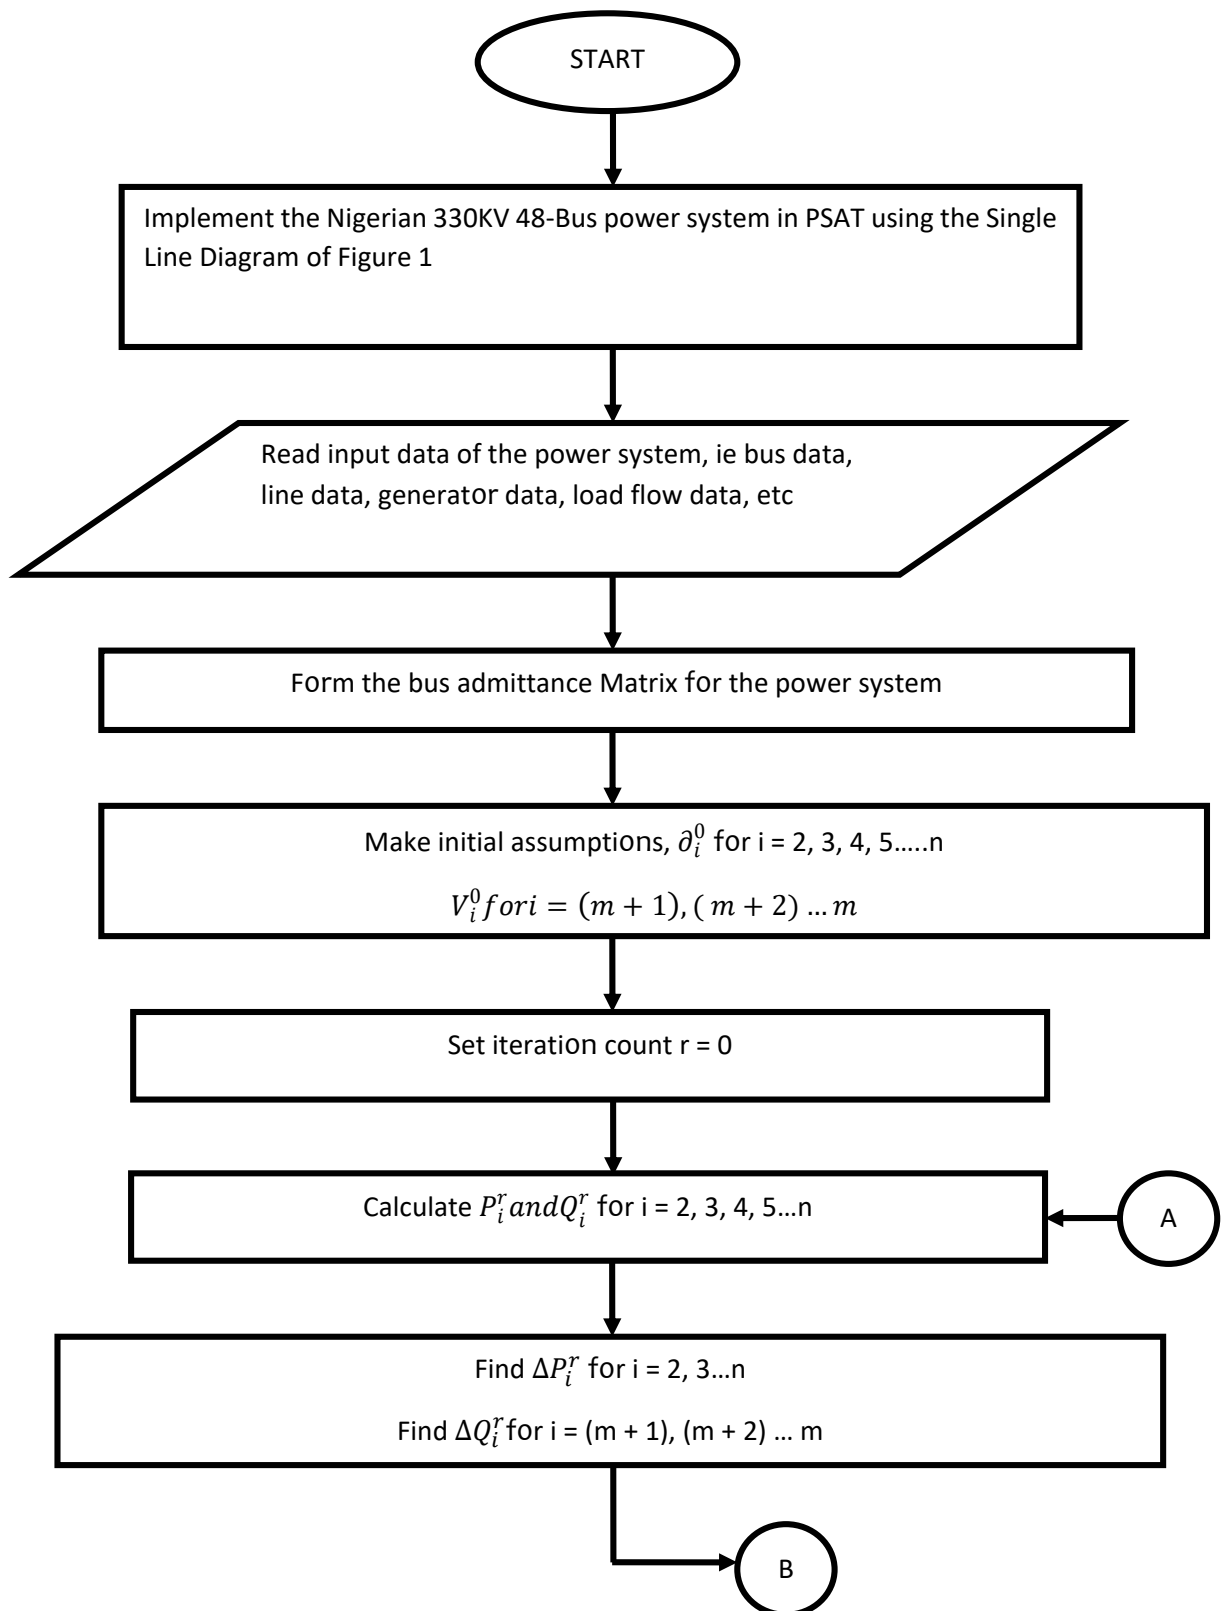 START
Implement the Nigerian 330KV 48-Bus power system in PSAT using the Single
Line Diagram of Figure 1
Read input data of the power system, ie bus data,
line data, generator data, load flow data, etc
Form the bus admittance Matrix for the power system
Make initial assumptions, ∂_i^0 for i = 2, 3, 4, 5…..n
V_i^0 fori = (m + 1), ( m + 2) … m
Set iteration count r = 0
Calculate P_i^r andQ_i^r for i = 2, 3, 4, 5…n
A
Find ΔP_i^r for i = 2, 3…n
Find ΔQ_i^r for i = (m + 1), (m + 2) … m
B